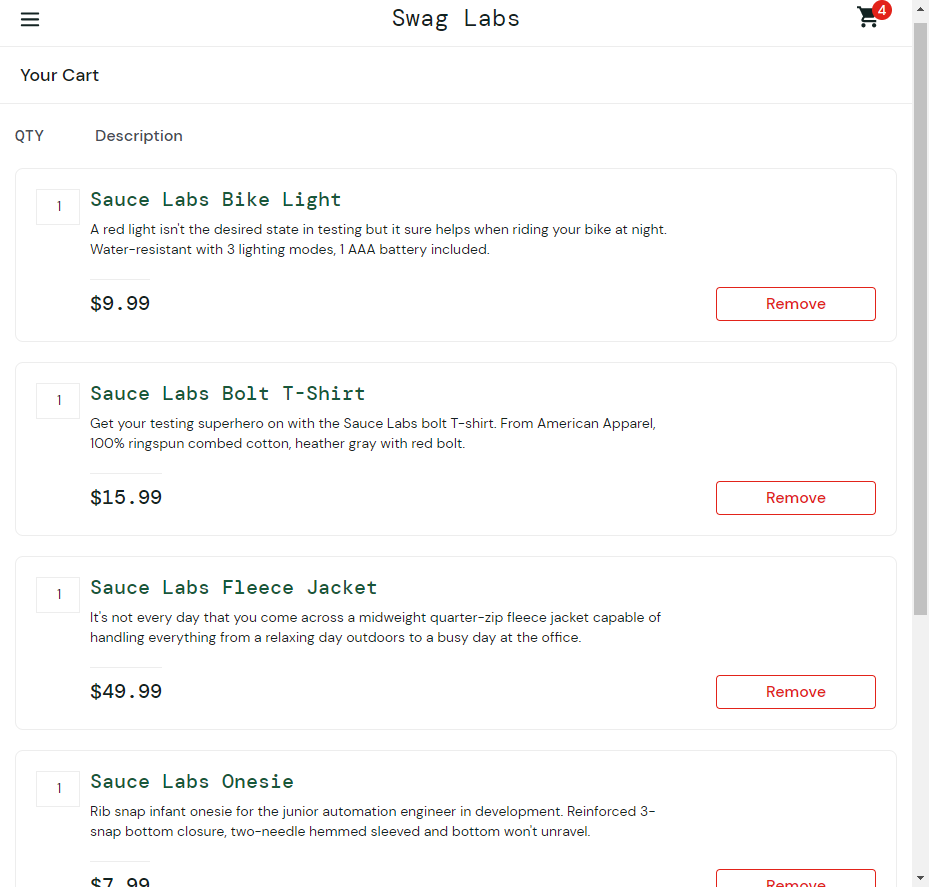 Swag Labs
4
Your Cart
QTY Description
1
Sauce Labs Bike Light
A red light isn't the desired state in testing but it sure helps when riding your bike at night.
Water-resistant with 3 lighting modes, 1 AAA battery included.
$9.99
Remove
1
Sauce Labs Bolt T-Shirt
Get your testing superhero on with the Sauce Labs bolt T-shirt. From American Apparel,
100% ringspun combed cotton, heather gray with red bolt.
$15.99
Remove
1
Sauce Labs Fleece Jacket
It's not every day that you come across a midweight quarter-zip fleece jacket capable of
handling everything from a relaxing day outdoors to a busy day at the office.
$49.99
Remove
1
Sauce Labs Onesie
Rib snap infant onesie for the junior automation engineer in development. Reinforced 3-
snap bottom closure, two-needle hemmed sleeved and bottom won't unravel.
$7.99
Remove